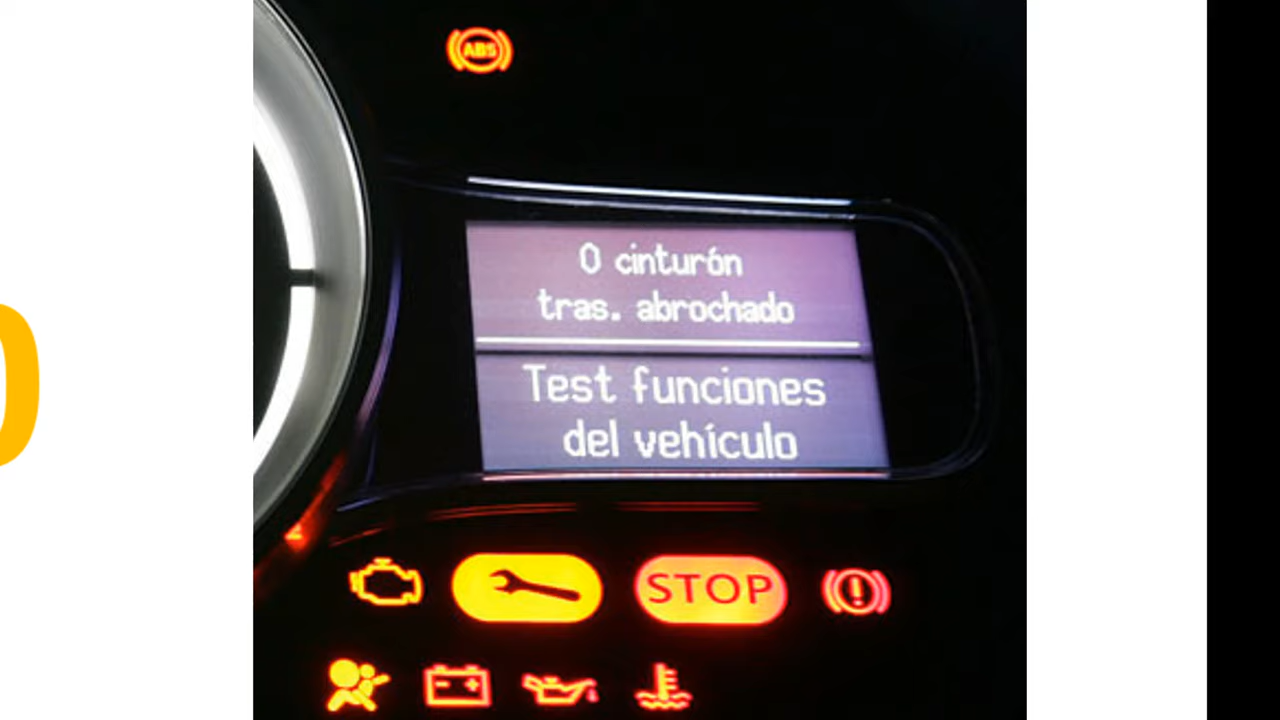 ABS
0 cinturón
tras. abrochado
Test funciones
del vehículo
STOP